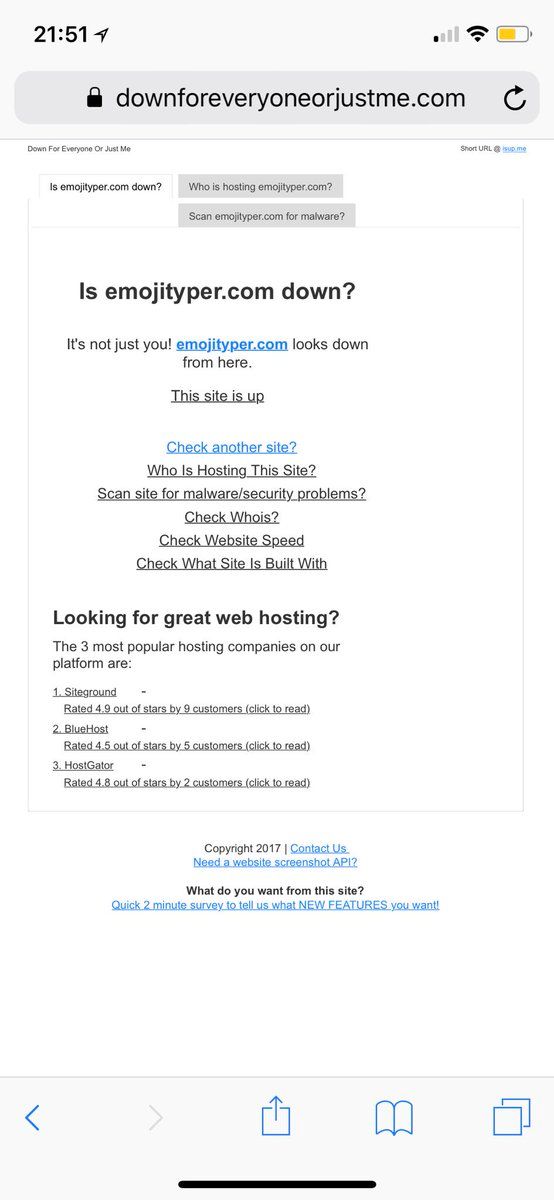 21:51
downforeveryoneorjustme.com
Down For Everyone Or Just Me
Short URL @ isup.me
Is emojityper.com down?
Who is hosting emojityper.com?
Scan emojityper.com for malware?
Is emojityper.com down?
It's not just you! emojityper.com looks down
from here.
This site is up
Check another site?
Who Is Hosting This Site?
Scan site for malware/security problems?
Check Whois?
Check Website Speed
Check What Site Is Built With
Looking for great web hosting?
The 3 most popular hosting companies on our
platform are:
1. Siteground -
Rated 4.9 out of stars by 9 customers (click to read)
2. BlueHost -
Rated 4.5 out of stars by 5 customers (click to read)
3. HostGator -
Rated 4.8 out of stars by 2 customers (click to read)
Copyright 2017 | Contact Us
Need a website screenshot API?
What do you want from this site?
Quick 2 minute survey to tell us what NEW FEATURES you want!